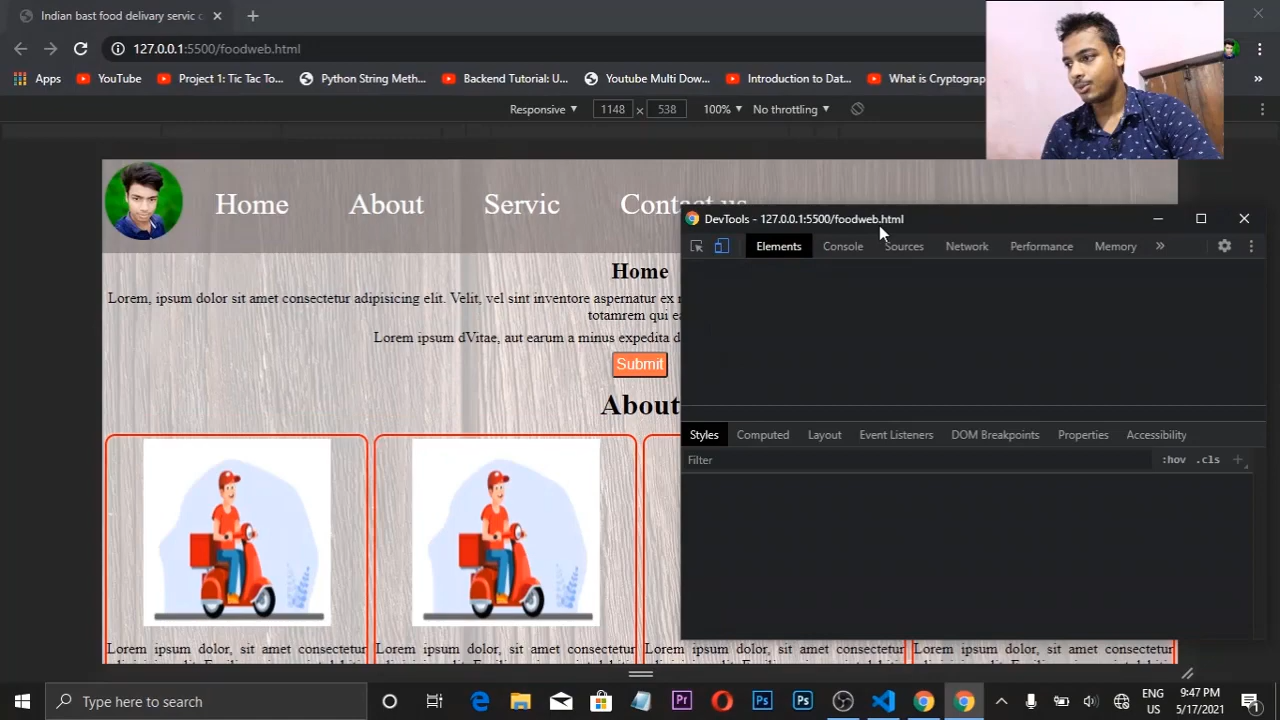 Indian bast food delivary servic c
127.0.0.1:5500/foodweb.html
Apps YouTube Project 1: Tic Tac To... Python String Meth... Backend Tutorial: U... Youtube Multi Dow... Introduction to Dat... What is Cryptograp »
Responsive 1148 × 538 100% No throttling
Home About Servic Contact us
DevTools - 127.0.0.1:5500/foodweb.html
Elements Console Sources Network Performance Memory »
Home
Lorem, ipsum dolor sit amet consectetur adipisicing elit. Velit, vel sint inventore aspernatur ex
totamrem qui
Lorem ipsum dVitae, aut earum a minus expedita
Submit
About
Styles Computed Layout Event Listeners DOM Breakpoints Properties Accessibility
Filter :hov .cls +
Lorem ipsum dolor, sit amet consectetur Lorem ipsum dolor, sit amet consectetur Lorem ipsum dolor, sit amet consectetur Lorem ipsum dolor, sit amet consectetur
Type here to search
Pr Ps Ps
ENG
US
9:47 PM
5/17/2021
1